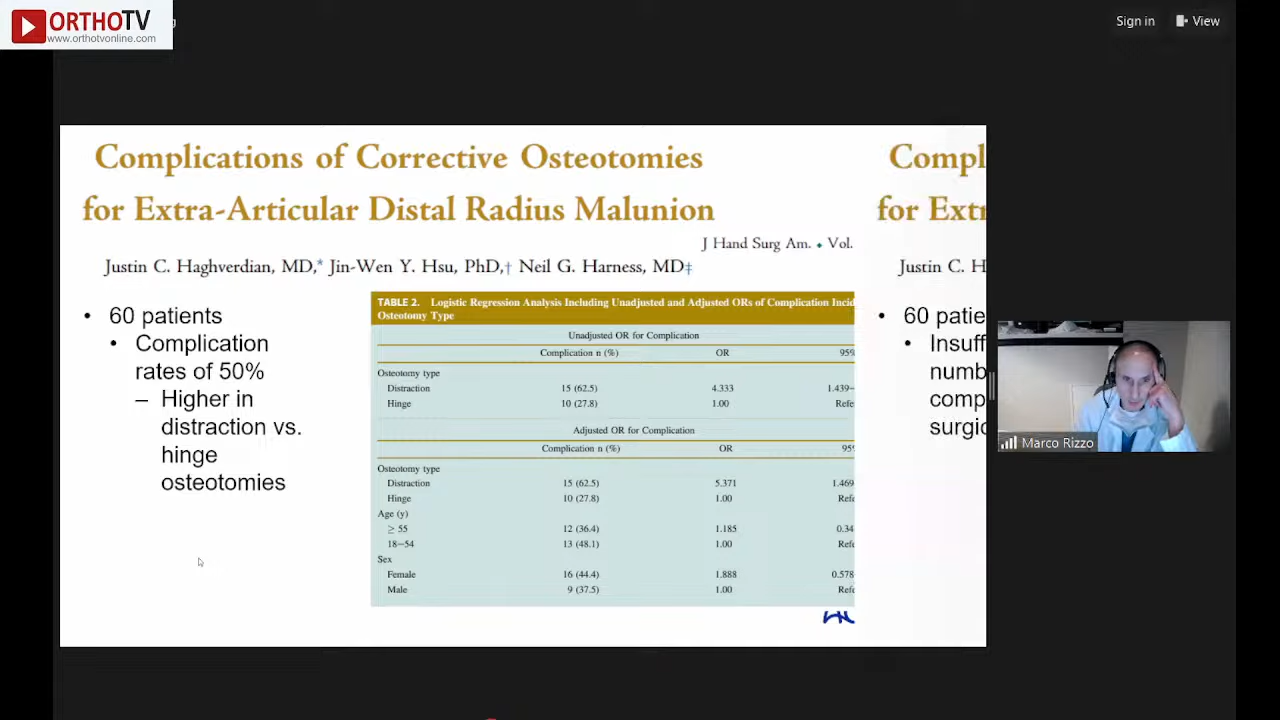 ORTHOTV
www.orthotvonline.com
Sign in
View
Complications of Corrective Osteotomies
for Extra-Articular Distal Radius Malunion
J Hand Surg Am. ♦ Vol.
Justin C. Haghverdian, MD,* Jin-Wen Y. Hsu, PhD,† Neil G. Harness, MD‡
• 60 patients
• Complication
rates of 50%
– Higher in
distraction vs.
hinge
osteotomies
TABLE 2. Logistic Regression Analysis Including Unadjusted and Adjusted ORs of Complication Incid
Osteotomy Type
Unadjusted OR for Complication
Complication n (%) OR 95%
Osteotomy type
Distraction 15 (62.5) 4.333 1.439–
Hinge 10 (27.8) 1.00 Refe
Adjusted OR for Complication
Complication n (%) OR 95%
Osteotomy type
Distraction 15 (62.5) 5.371 1.469
Hinge 10 (27.8) 1.00 Refe
Age (y)
≥ 55 12 (36.4) 1.185 0.34
18–54 13 (48.1) 1.00 Refe
Sex
Female 16 (44.4) 1.888 0.578
Male 9 (37.5) 1.00 Refe
Compl
for Extr
Justin C. H
• 60 patie
• Insuff
numb
comp
surgic
Marco Rizzo